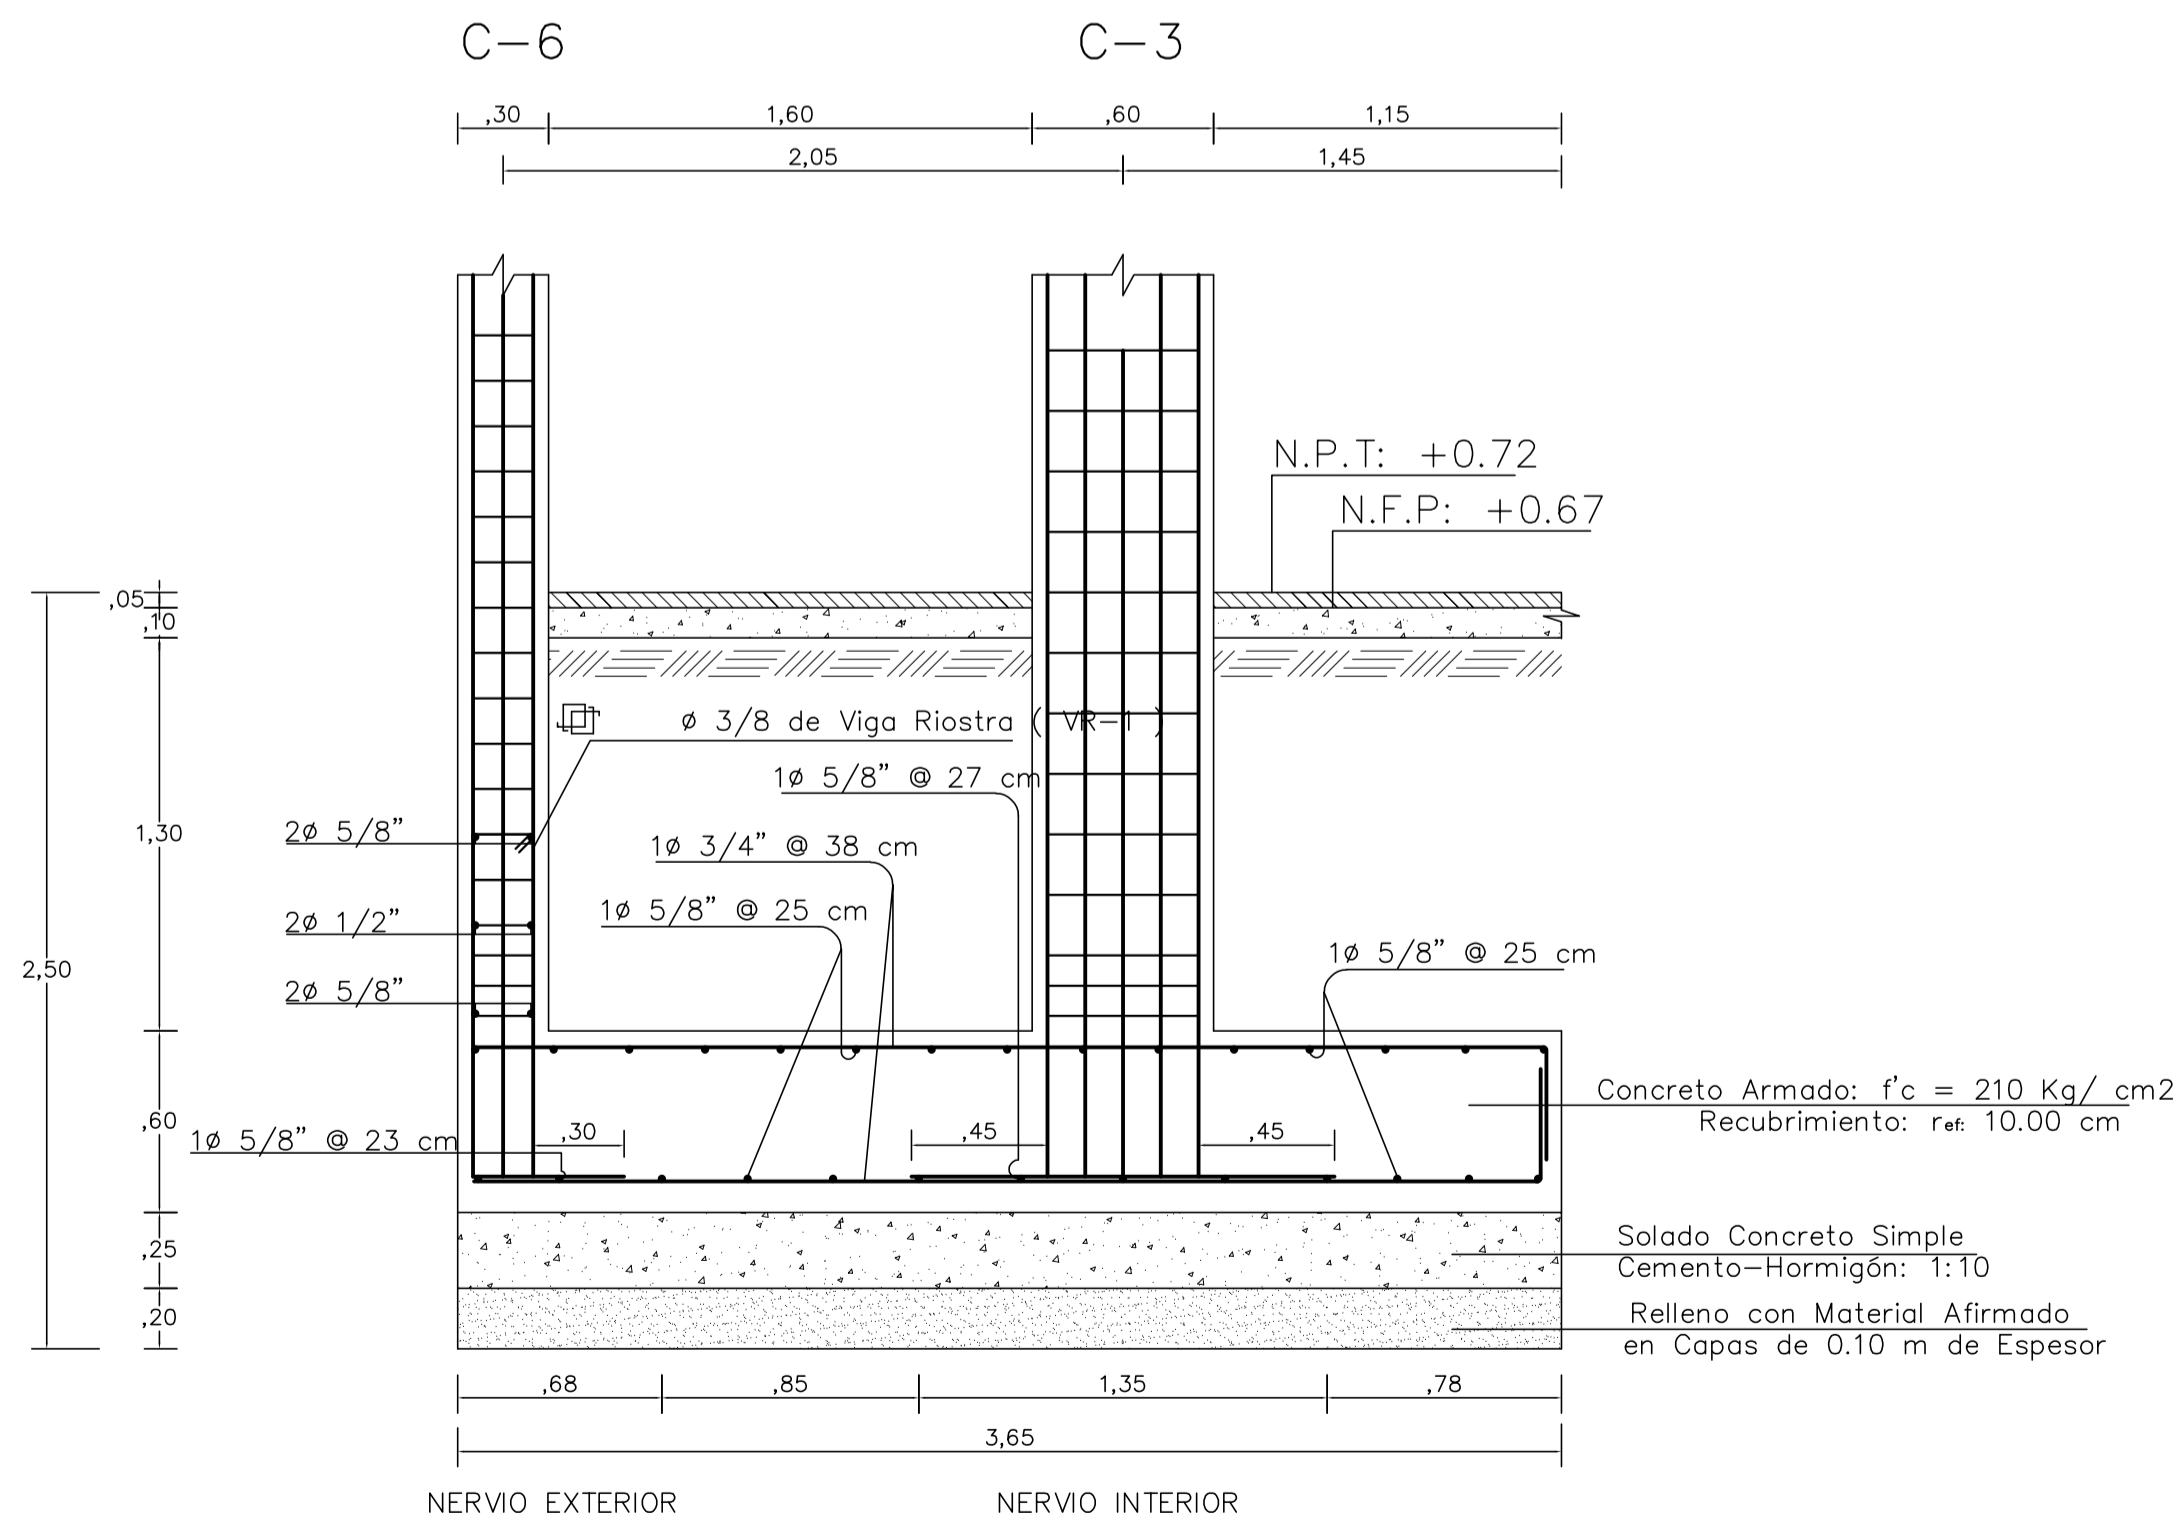 C-6
C-3
,30
1,60
,60
1,15
2,05
1,45
N.P.T: +0.72
N.F.P: +0.67
,05
,10
ø 3/8 de Viga Riostra ( VR-1 )
1ø 5/8" @ 27 cm
2ø 5/8"
1,30
1ø 3/4" @ 38 cm
1ø 5/8" @ 25 cm
2ø 1/2"
1ø 5/8" @ 25 cm
2,50
2ø 5/8"
Concreto Armado: f'c = 210 Kg/ cm2
Recubrimiento: ref: 10.00 cm
,60
1ø 5/8" @ 23 cm
,30
,45
,45
Solado Concreto Simple
Cemento-Hormigón: 1:10
,25
Relleno con Material Afirmado
en Capas de 0.10 m de Espesor
,20
,68
,85
1,35
,78
3,65
NERVIO EXTERIOR
NERVIO INTERIOR